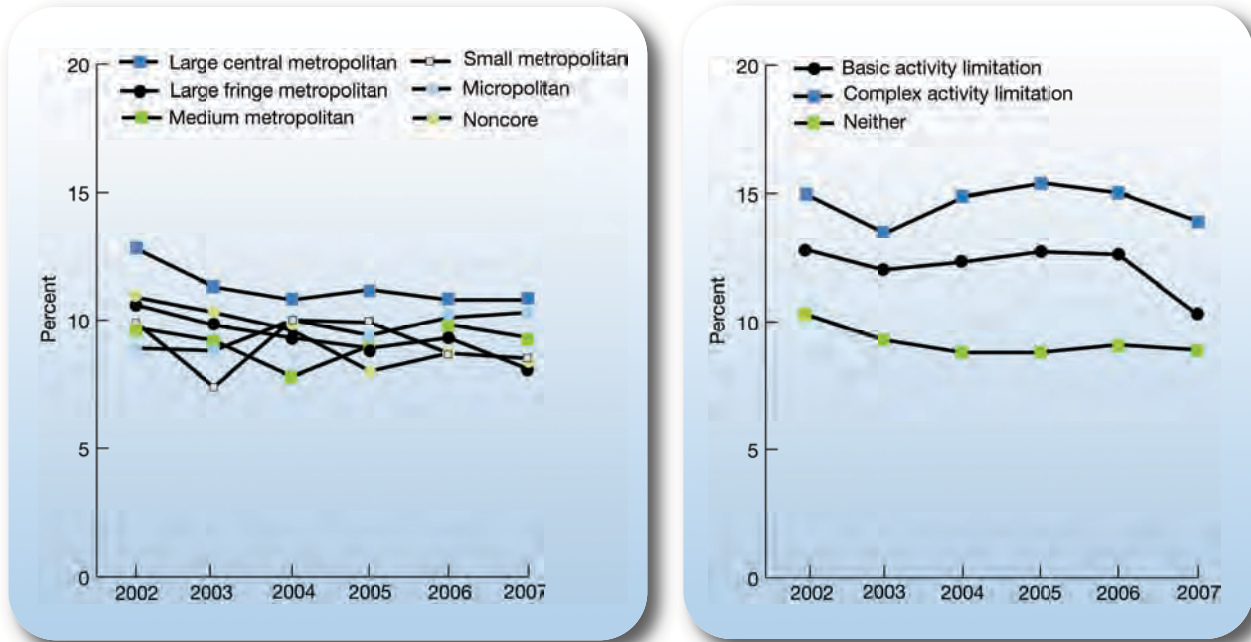 20
15
10
5
0
Percent
Large central metropolitan
Large fringe metropolitan
Medium metropolitan
Small metropolitan
Micropolitan
Noncore
2002 2003 2004 2005 2006 2007
20
15
10
5
0
Percent
Basic activity limitation
Complex activity limitation
Neither
2002 2003 2004 2005 2006 2007